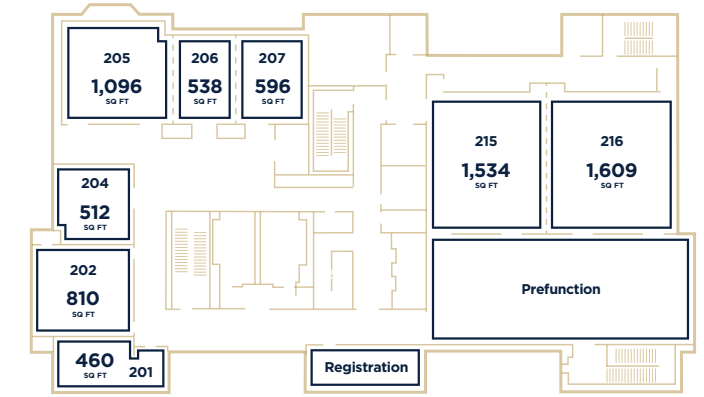 205
1,096
SQ FT
206
538
SQ FT
207
596
SQ FT
215
1,534
SQ FT
216
1,609
SQ FT
204
512
SQ FT
202
810
SQ FT
Prefunction
460
SQ FT
201
Registration